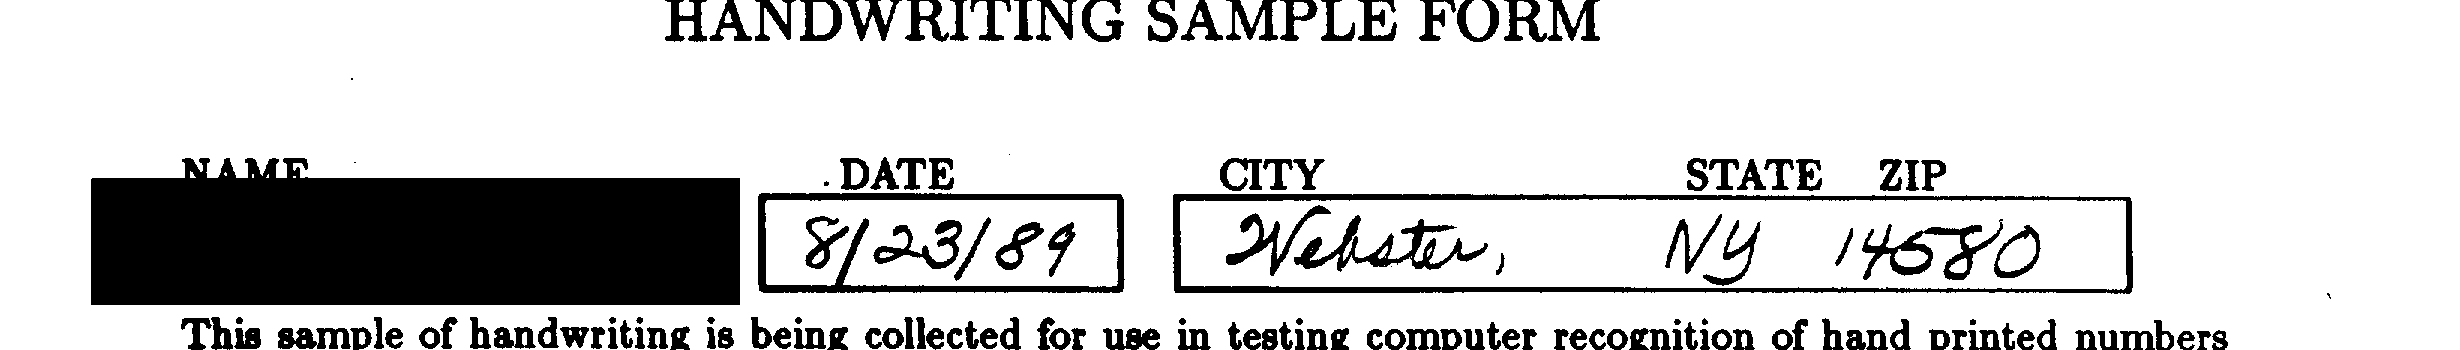 HANDWRITING SAMPLE FORM
NAME DATE CITY STATE ZIP
8/23/89 Webster, NY 14580
This sample of handwriting is being collected for use in testing computer recognition of hand printed numbers